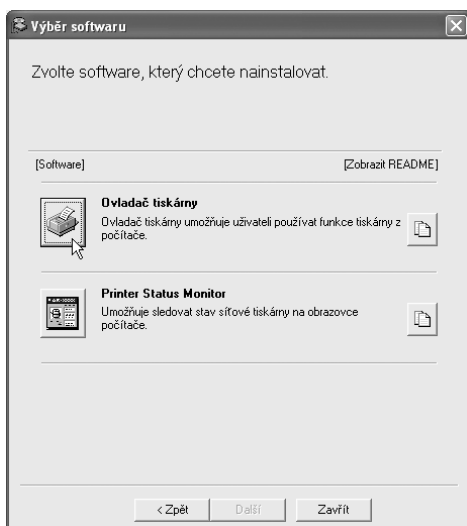 Výběr softwaru
Zvolte software, který chcete nainstalovat.
[Software] [Zobrazit README]
Ovladač tiskárny
Ovladač tiskárny umožňuje uživateli používat funkce tiskárny z
počítače.
Printer Status Monitor
Umožňuje sledovat stav síťové tiskárny na obrazovce
počítače.
< Zpět Další Zavřít